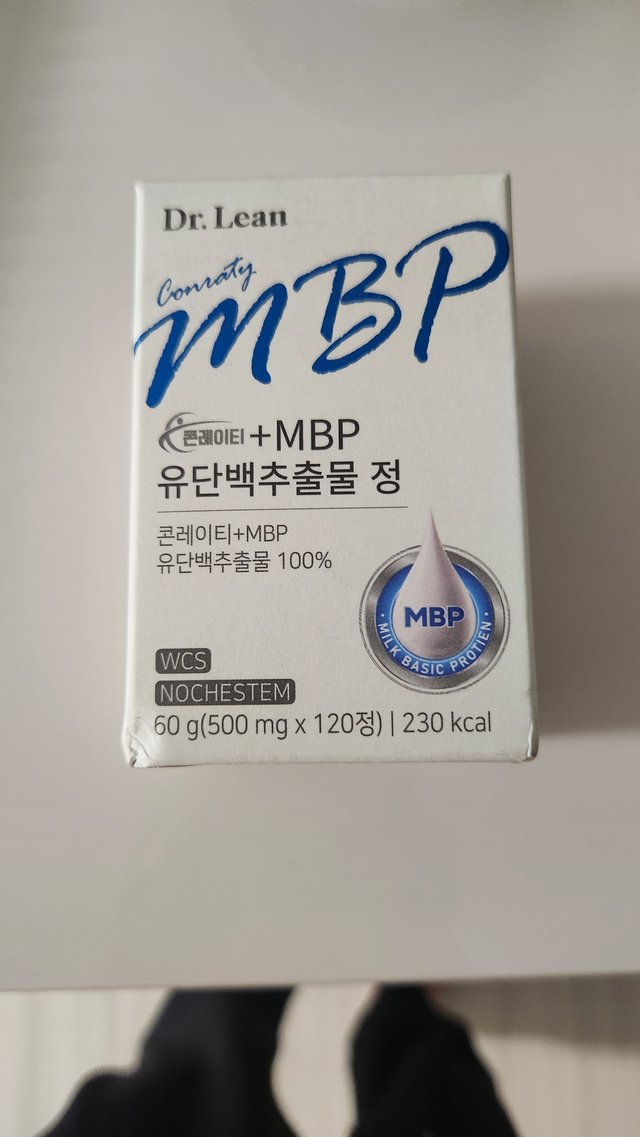 Dr. Lean
Conraty
MBP
콘레이티 +MBP
유단백추출물 정
콘레이티+MBP
유단백추출물 100%
MBP
· MILK BASIC PROTIEN ·
WCS
NOCHESTEM
60 g(500 mg x 120정) | 230 kcal